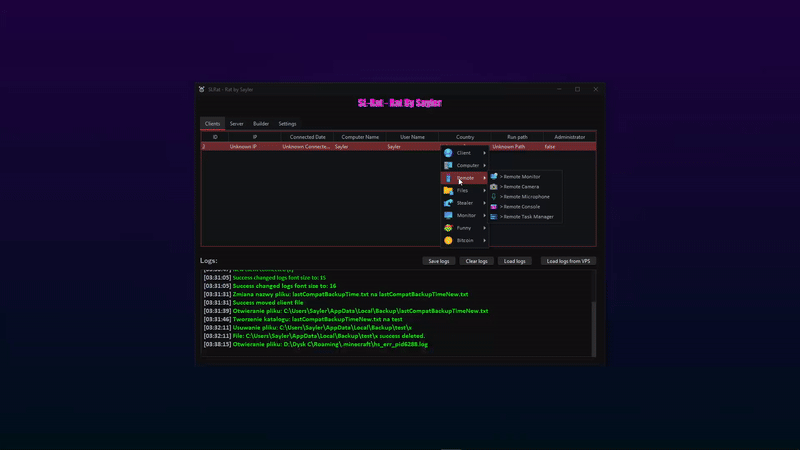 SLRat - Rat by Sayler
SL-Rat - Rat By Sayler
Clients Server Builder Settings
ID IP Connected Date Computer Name User Name Country Run path Administrator
Unknown IP Unknown Connecte... Sayler Sayler Unknown Path false
Client
Computer
Remote
Files
Stealer
Monitor
Funny
Bitcoin
> Remote Monitor
> Remote Camera
> Remote Microphone
> Remote Console
> Remote Task Manager
Logs:
Save logs Clear logs Load logs Load logs from VPS
[03:31:05] Success changed logs font size to: 15
[03:31:05] Success changed logs font size to: 16
[03:31:31] Zmiana nazwy pliku: lastCompatBackupTime.txt na lastCompatBackupTimeNew.txt
[03:31:31] Success moved client file
[03:31:39] Otwieranie pliku: C:\Users\Sayler\AppData\Local\Backup\lastCompatBackupTimeNew.txt
[03:31:46] Tworzenie katalogu: lastCompatBackupTimeNew.txt na test
[03:32:11] Usuwanie pliku: C:\Users\Sayler\AppData\Local\Backup\test\x
[03:32:11] File: C:\Users\Sayler\AppData\Local\Backup\test\x success deleted.
[03:38:15] Otwieranie pliku: D:\Dysk C\Roaming\.minecraft\hs_err_pid6288.log